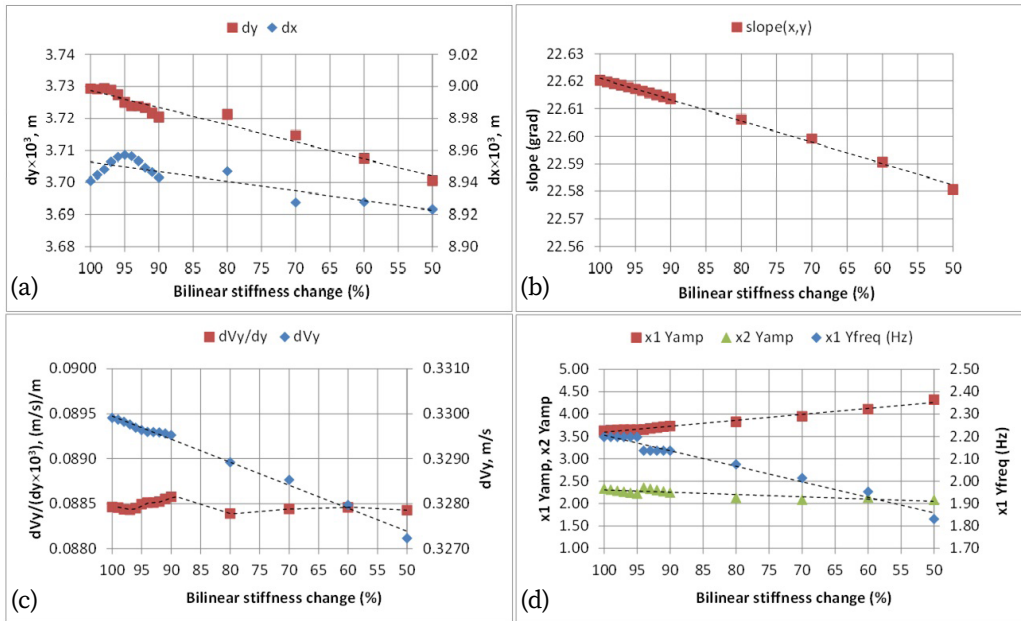 dy dx
3.74
3.73
3.72
3.71
3.70
3.69
3.68
dy×10³, m
9.02
9.00
8.98
8.96
8.94
8.92
8.90
dx×10³, m
100 95 90 85 80 75 70 65 60 55 50
Bilinear stiffness change (%)
(a)
slope(x,y)
22.63
22.62
22.61
22.60
22.59
22.58
22.57
22.56
slope (grad)
100 95 90 85 80 75 70 65 60 55 50
Bilinear stiffness change (%)
(b)
dVy/dy dVy
0.0900
0.0895
0.0890
0.0885
0.0880
dVy/(dy×10³), (m/s)/m
0.3310
0.3300
0.3290
0.3280
0.3270
dVy, m/s
100 95 90 85 80 75 70 65 60 55 50
Bilinear stiffness change (%)
(c)
x1 Yamp x2 Yamp x1 Yfreq (Hz)
5.00
4.50
4.00
3.50
3.00
2.50
2.00
1.50
1.00
x1 Yamp, x2 Yamp
2.50
2.40
2.30
2.20
2.10
2.00
1.90
1.80
1.70
x1 Yfreq (Hz)
100 95 90 85 80 75 70 65 60 55 50
Bilinear stiffness change (%)
(d)